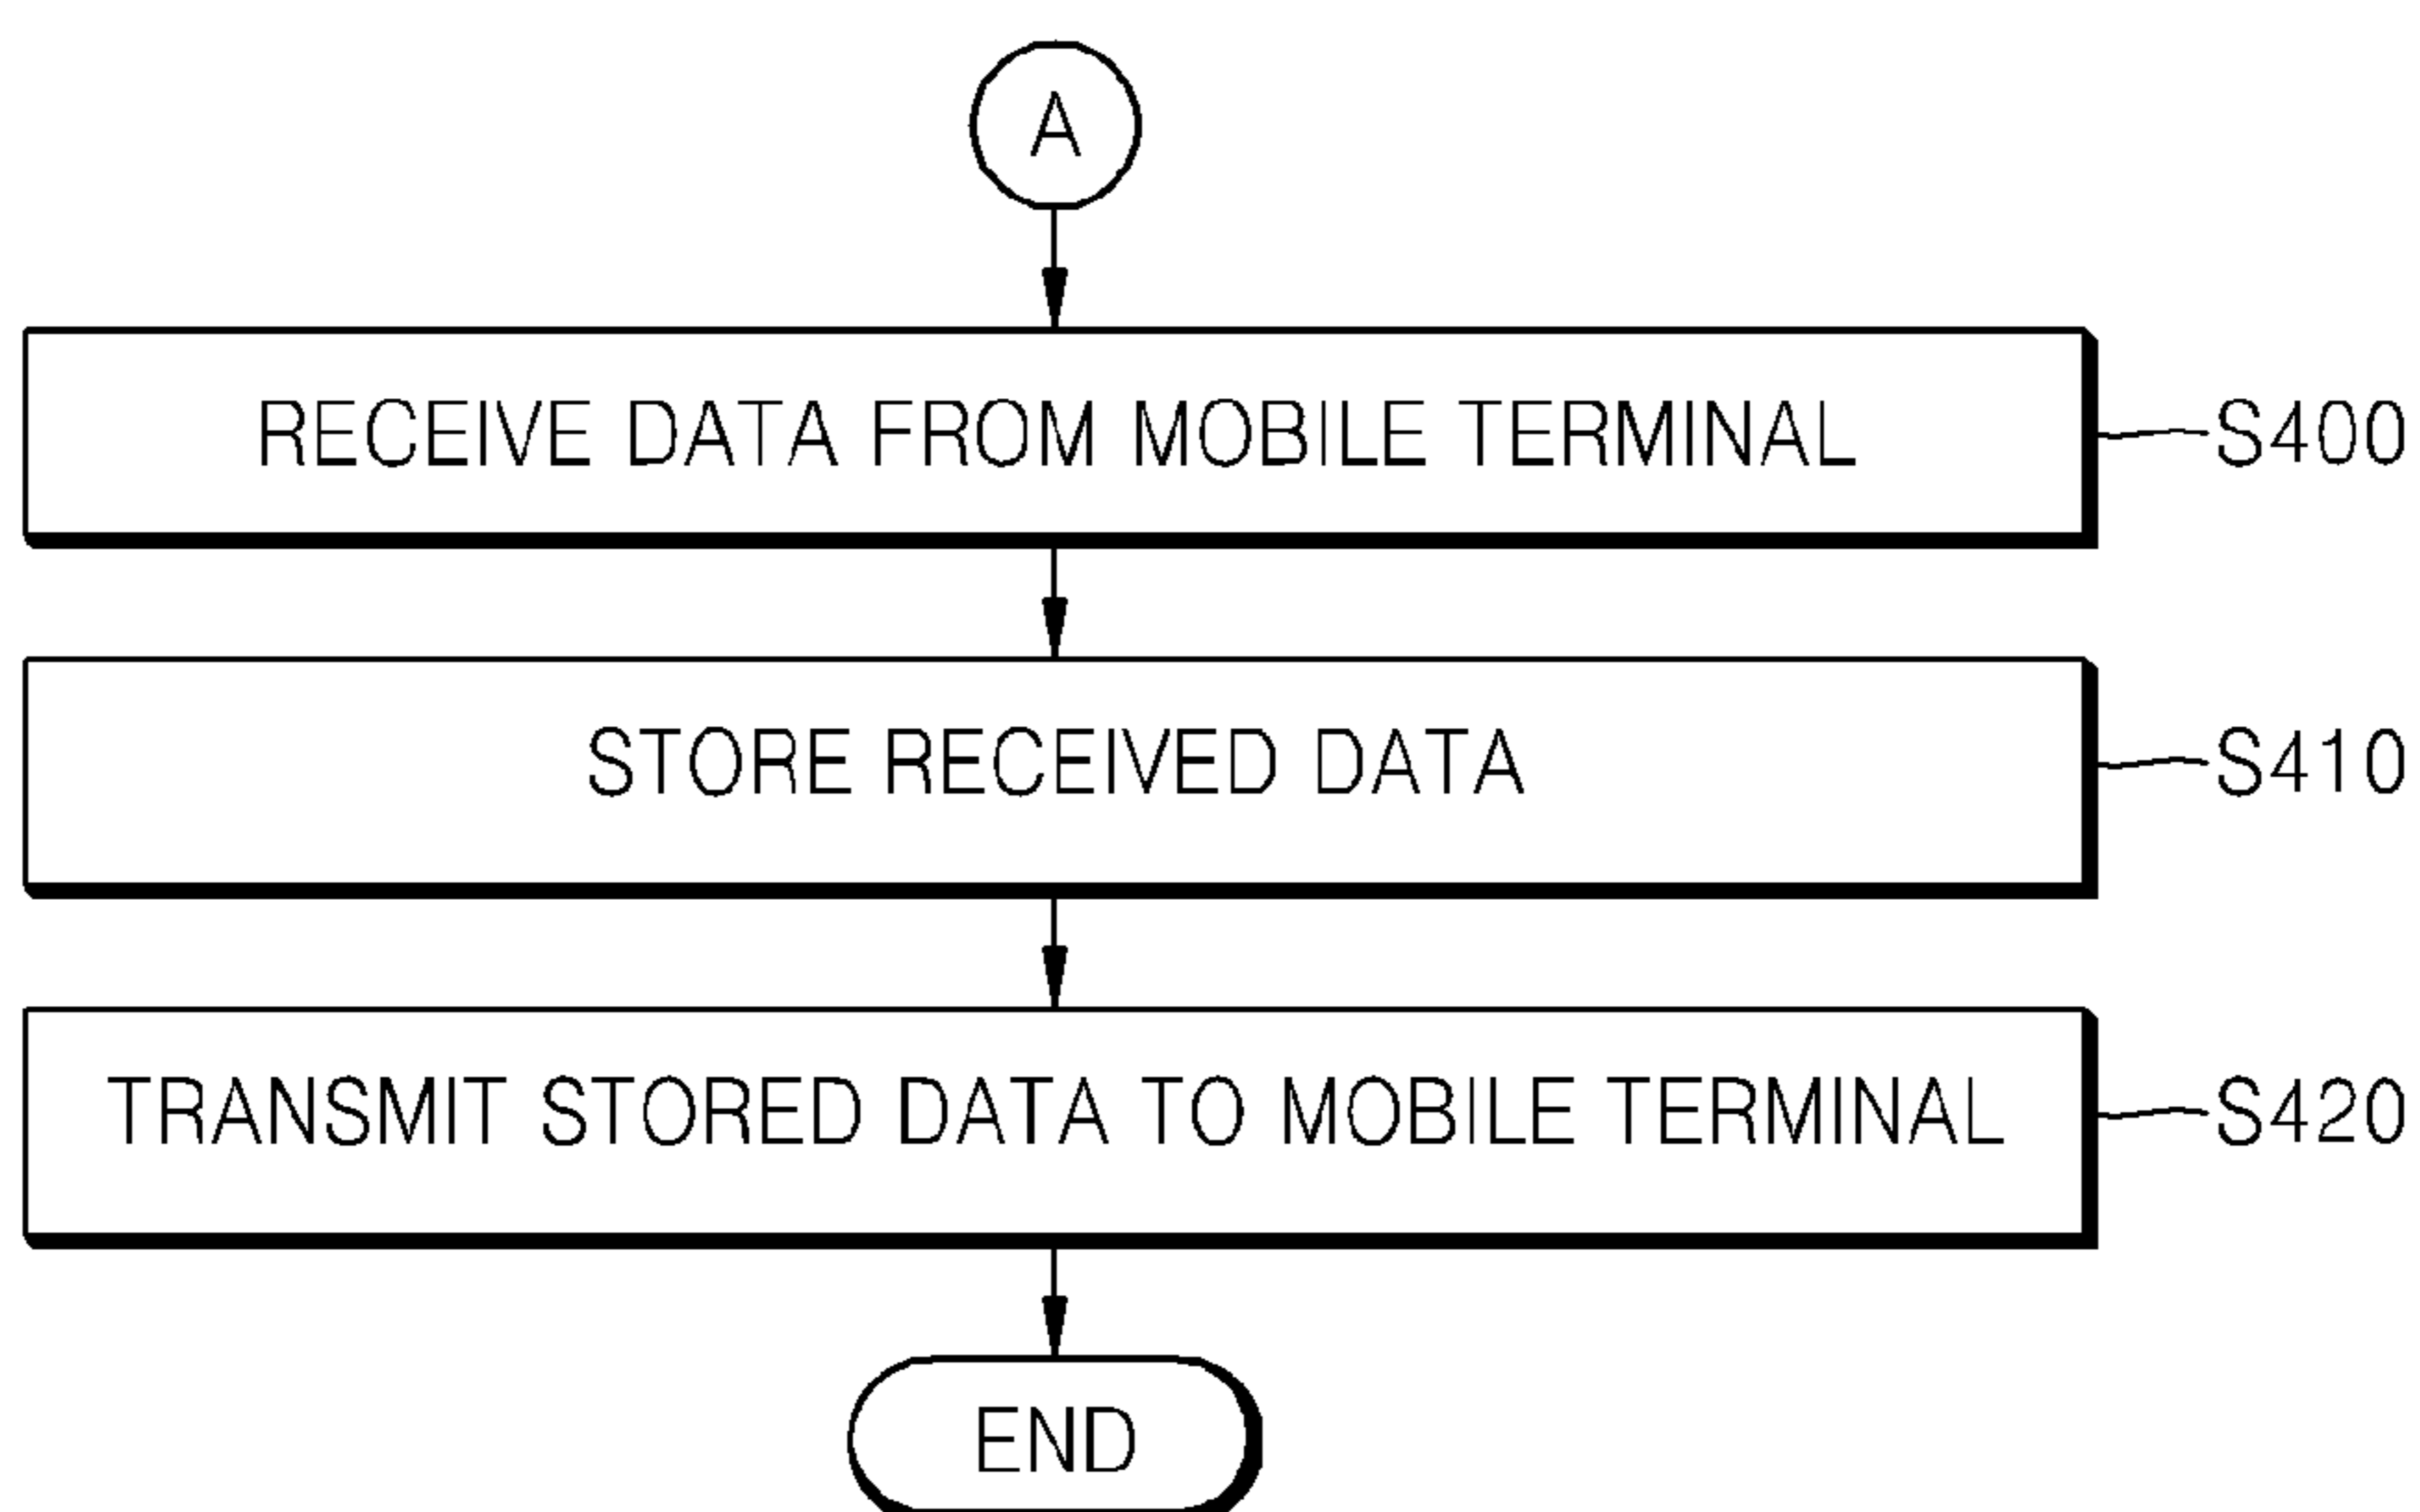 A
RECEIVE DATA FROM MOBILE TERMINAL
S400
STORE RECEIVED DATA
S410
TRANSMIT STORED DATA TO MOBILE TERMINAL
S420
END